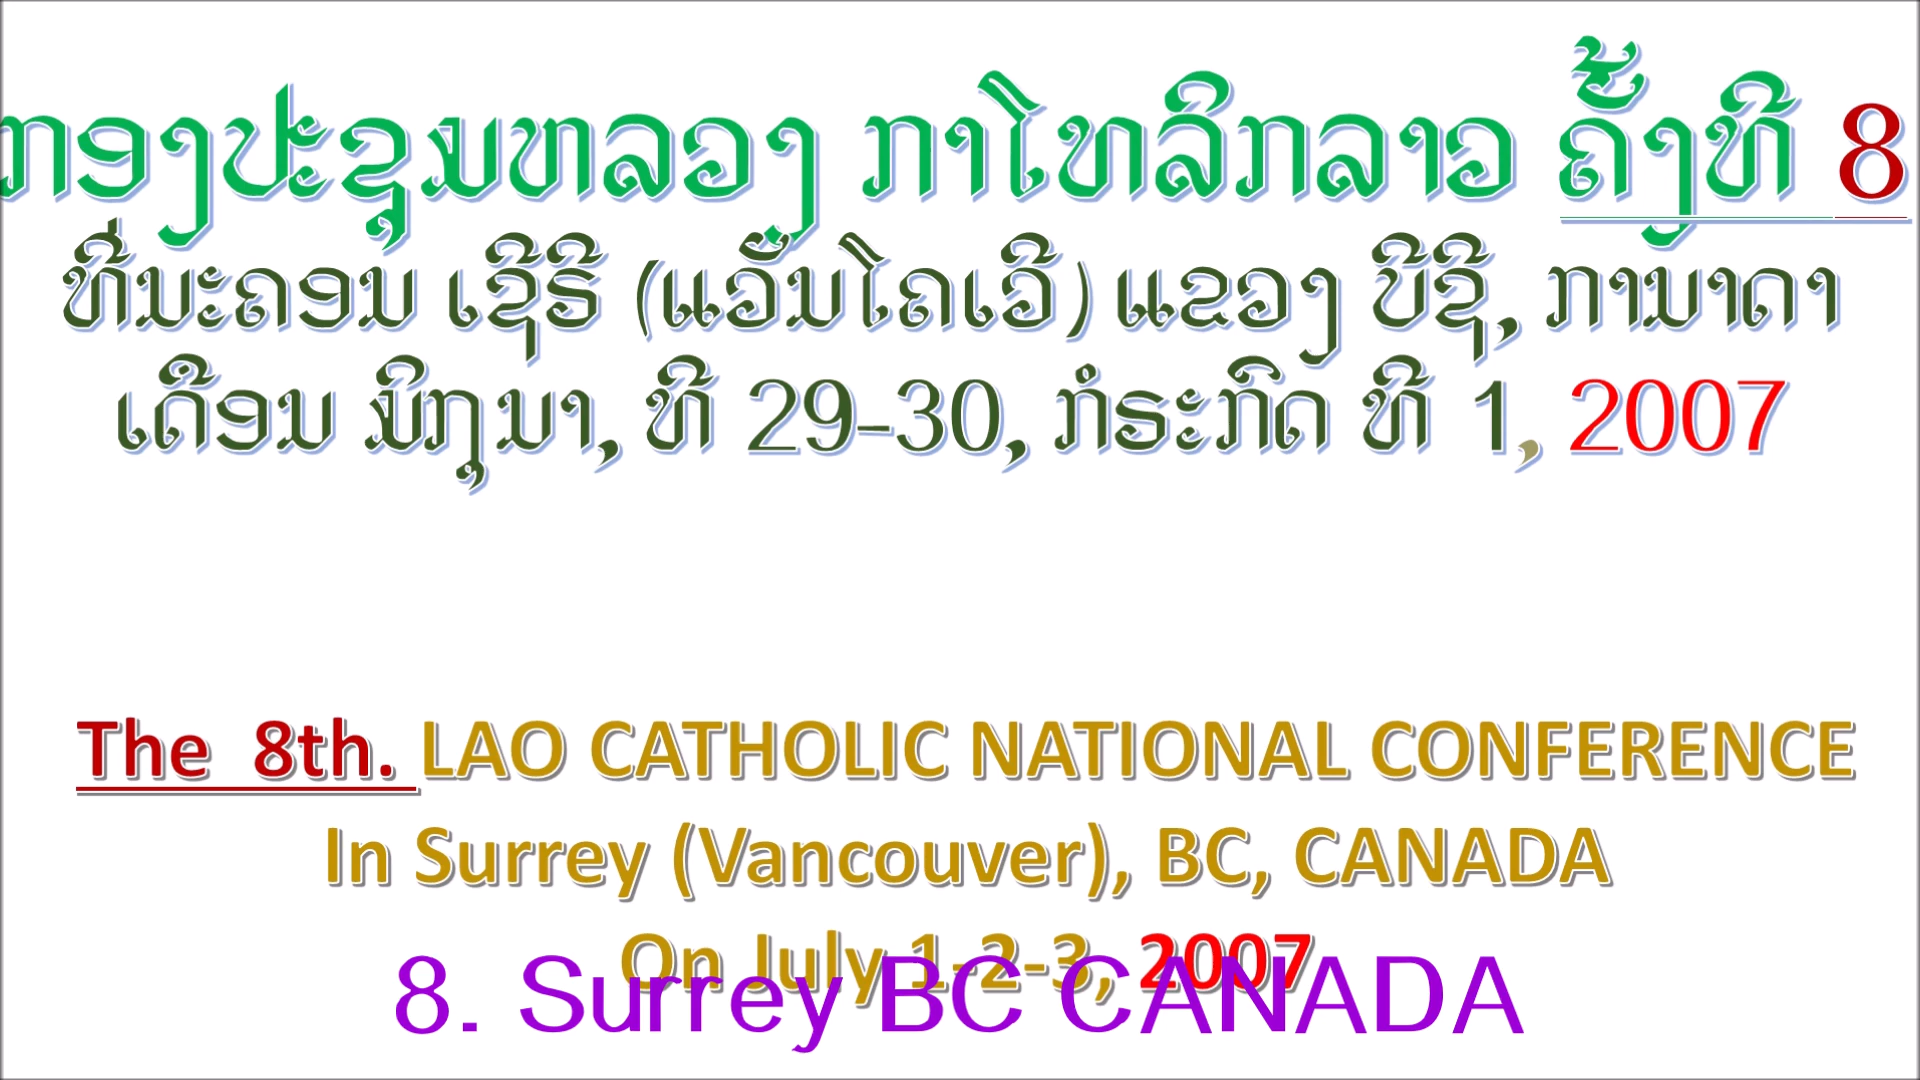 ກອງປະຊຸມຫລວງ ກາໂທລິກລາວ ຄັ້ງທີ 8
ທີ່ນະຄອນ ເຊີຣີ (ແວັນໂຄເວີ) ແຂວງ ບີຊີ, ການາດາ
ເດືອນ ມິຖຸນາ, ທີ 29-30, ກໍຣະກົດ ທີ 1, 2007
The 8th. LAO CATHOLIC NATIONAL CONFERENCE
In Surrey (Vancouver), BC, CANADA
On July 1-2-3, 2007
8. Surrey BC CANADA